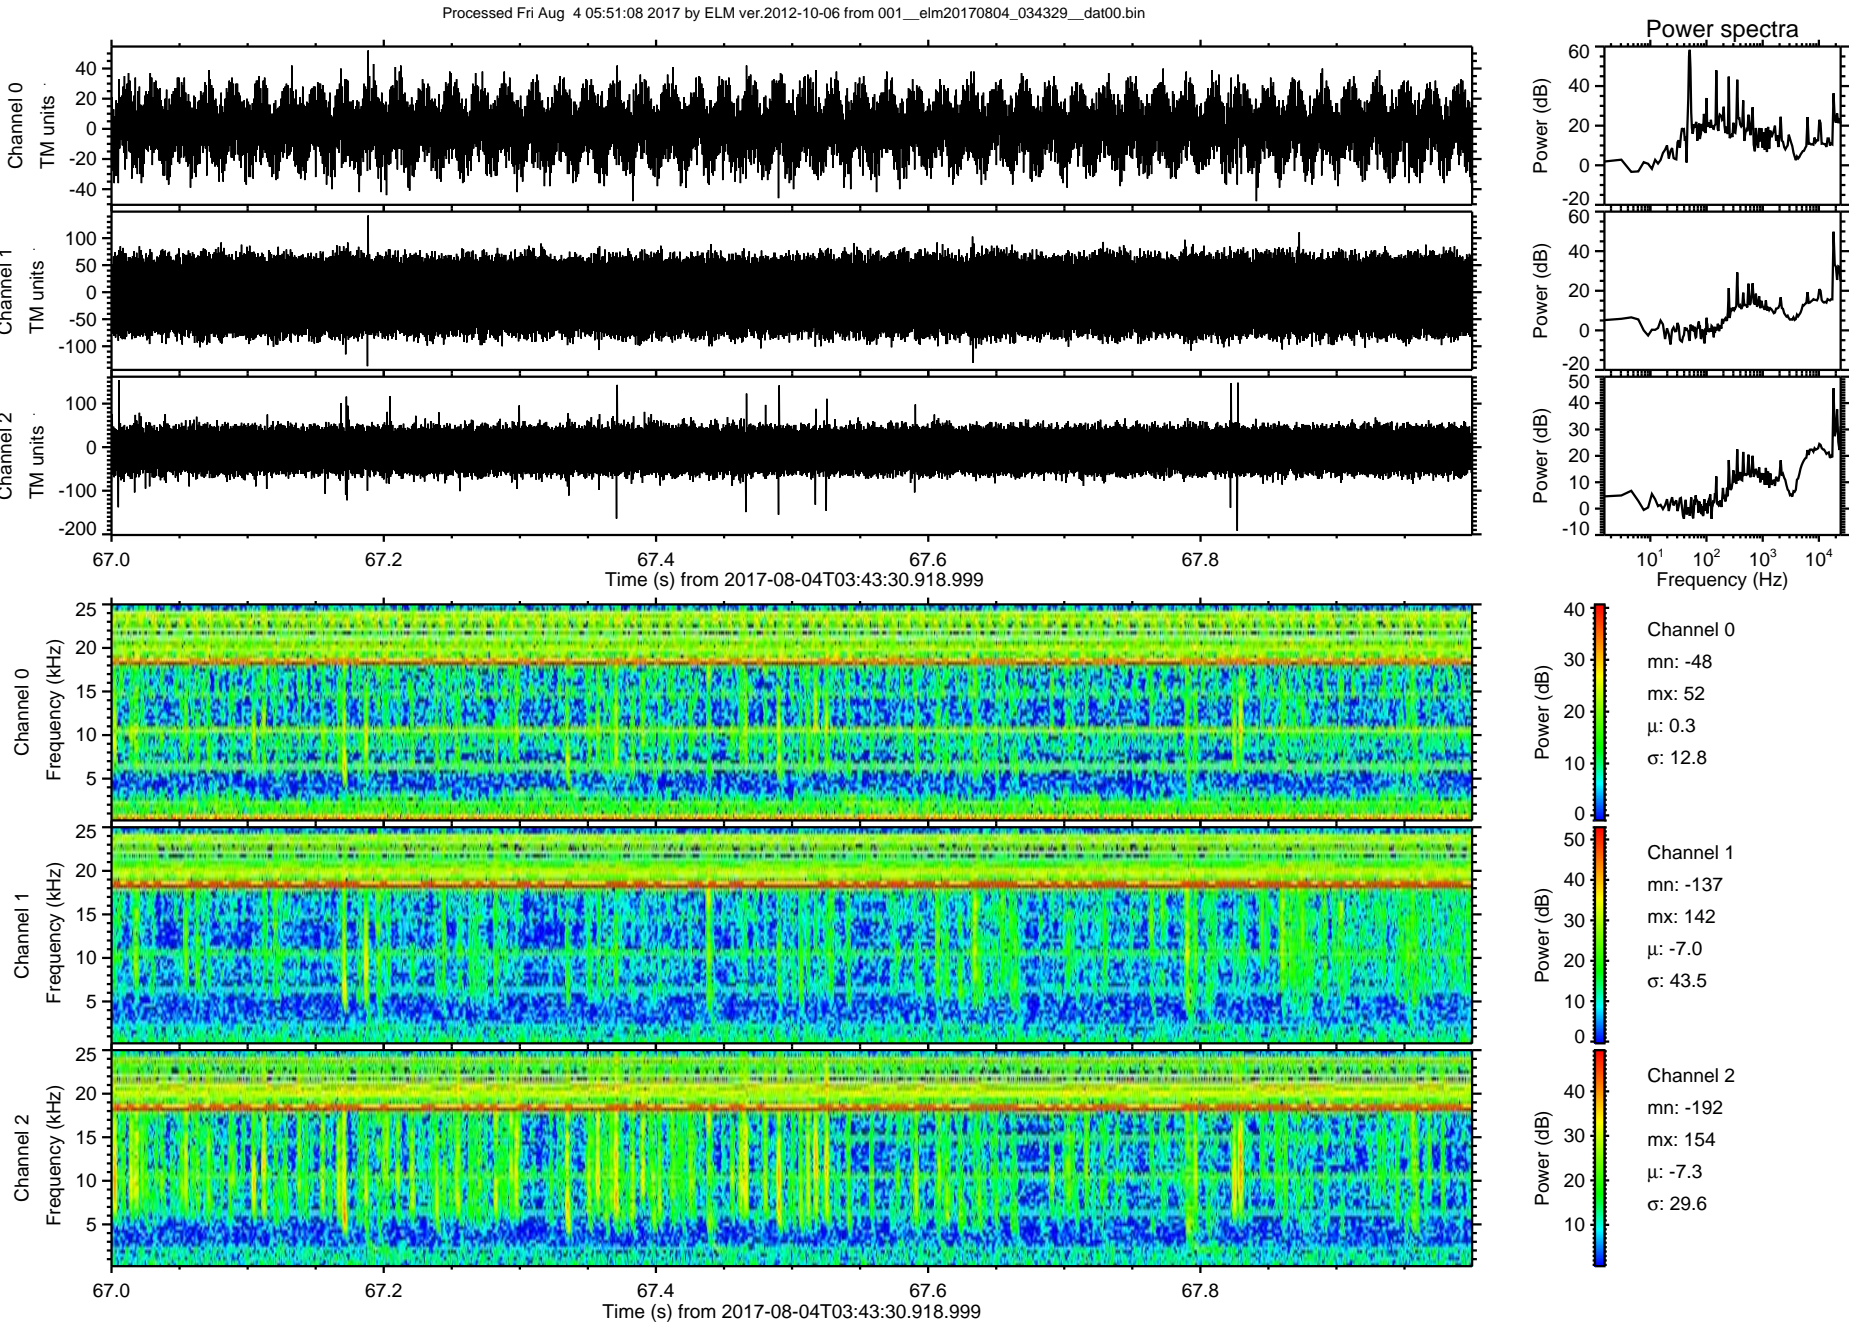 Processed Fri Aug  4 05:51:08 2017 by ELM ver.2012-10-06 from 001__elm20170804_034329__dat00.bin
Power spectra
Channel 0
TM units
40
20
0
-20
-40
Power (dB)
60
40
20
0
-20
Channel 1
TM units
100
50
0
-50
-100
Power (dB)
60
40
20
0
-20
Channel 2
TM units
100
0
-100
-200
Power (dB)
50
40
30
20
10
0
-10
67.0 67.2 67.4 67.6 67.8
Time (s) from 2017-08-04T03:43:30.918.999
10^1 10^2 10^3 10^4
Frequency (Hz)
Channel 0
Frequency (kHz)
25
20
15
10
5
Power (dB)
40
30
20
10
0
Channel 0
mn: -48
mx: 52
μ: 0.3
σ: 12.8
Channel 1
Frequency (kHz)
25
20
15
10
5
Power (dB)
50
40
30
20
10
0
Channel 1
mn: -137
mx: 142
μ: -7.0
σ: 43.5
Channel 2
Frequency (kHz)
25
20
15
10
5
Power (dB)
40
30
20
10
Channel 2
mn: -192
mx: 154
μ: -7.3
σ: 29.6
67.0 67.2 67.4 67.6 67.8
Time (s) from 2017-08-04T03:43:30.918.999